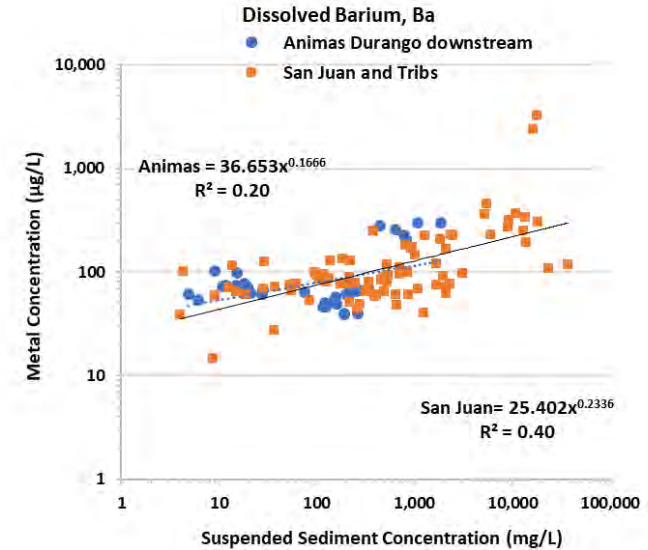 Dissolved Barium, Ba
Animas Durango downstream
San Juan and Tribs
10,000
1,000
100
10
1
Metal Concentration (µg/L)
Animas = 36.653x^0.1666
R² = 0.20
San Juan= 25.402x^0.2336
R² = 0.40
1 10 100 1,000 10,000 100,000
Suspended Sediment Concentration (mg/L)